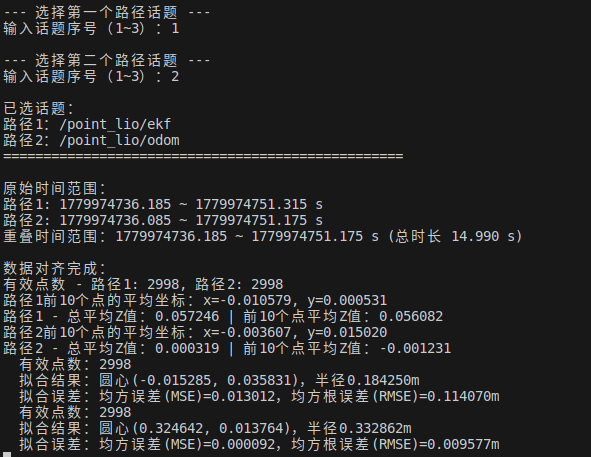 --- 选择第一个路径话题 ---
输入话题序号（1~3）：1
--- 选择第二个路径话题 ---
输入话题序号（1~3）：2
已选话题：
路径1：/point_lio/ekf
路径2：/point_lio/odom
==================================================
原始时间范围：
路径1: 1779974736.185 ~ 1779974751.315 s
路径2: 1779974736.085 ~ 1779974751.175 s
重叠时间范围：1779974736.185 ~ 1779974751.175 s (总时长 14.990 s)
数据对齐完成：
有效点数 - 路径1: 2998, 路径2: 2998
路径1前10个点的平均坐标：x=-0.010579, y=0.000531
路径1 - 总平均Z值：0.057246 | 前10个点平均Z值：0.056082
路径2前10个点的平均坐标：x=-0.003607, y=0.015020
路径2 - 总平均Z值：0.000319 | 前10个点平均Z值：-0.001231
有效点数：2998
拟合结果：圆心(-0.015285, 0.035831)，半径0.184250m
拟合误差：均方误差(MSE)=0.013012，均方根误差(RMSE)=0.114070m
有效点数：2998
拟合结果：圆心(0.324642, 0.013764)，半径0.332862m
拟合误差：均方误差(MSE)=0.000092，均方根误差(RMSE)=0.009577m